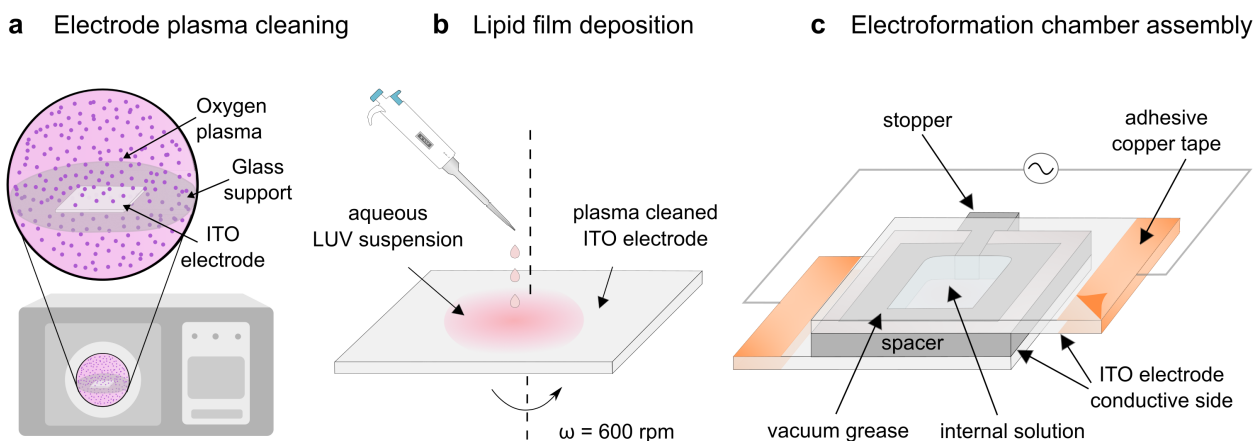 a Electrode plasma cleaning
Oxygen
plasma
Glass
support
ITO
electrode
b Lipid film deposition
aqueous
LUV suspension
plasma cleaned
ITO electrode
ω = 600 rpm
c Electroformation chamber assembly
stopper
adhesive
copper tape
spacer
ITO electrode
conductive side
vacuum grease
internal solution